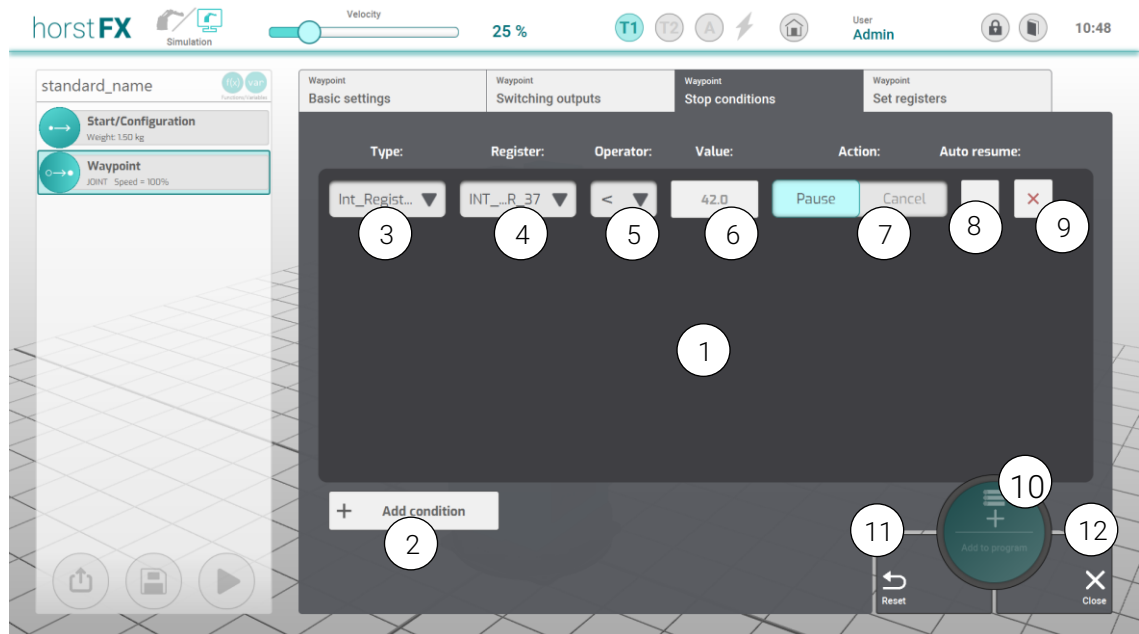 horstFX
Simulation
Velocity
25 %
T1
T2
A
User
Admin
10:48
standard_name
f(x)
var
Functions/Variables
Start/Configuration
Weight: 1.50 kg
Waypoint
JOINT Speed = 100%
Waypoint
Basic settings
Waypoint
Switching outputs
Waypoint
Stop conditions
Waypoint
Set registers
Type:
Register:
Operator:
Value:
Action:
Auto resume:
Int_Regist...
INT_...R_37
<
42.0
Pause
Cancel
3
4
5
6
7
8
9
1
+ Add condition
2
10
Add to program
11
12
Reset
Close